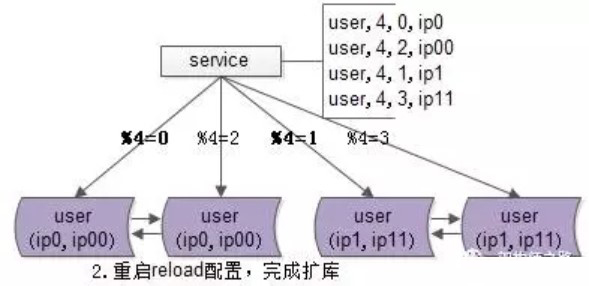 user, 4, 0, ip0
user, 4, 2, ip00
user, 4, 1, ip1
user, 4, 3, ip11
service
%4=0 %4=2 %4=1 %4=3
user user user user
(ip0, ip00) (ip0, ip00) (ip1, ip11) (ip1, ip11)
2.重启reload配置，完成扩库